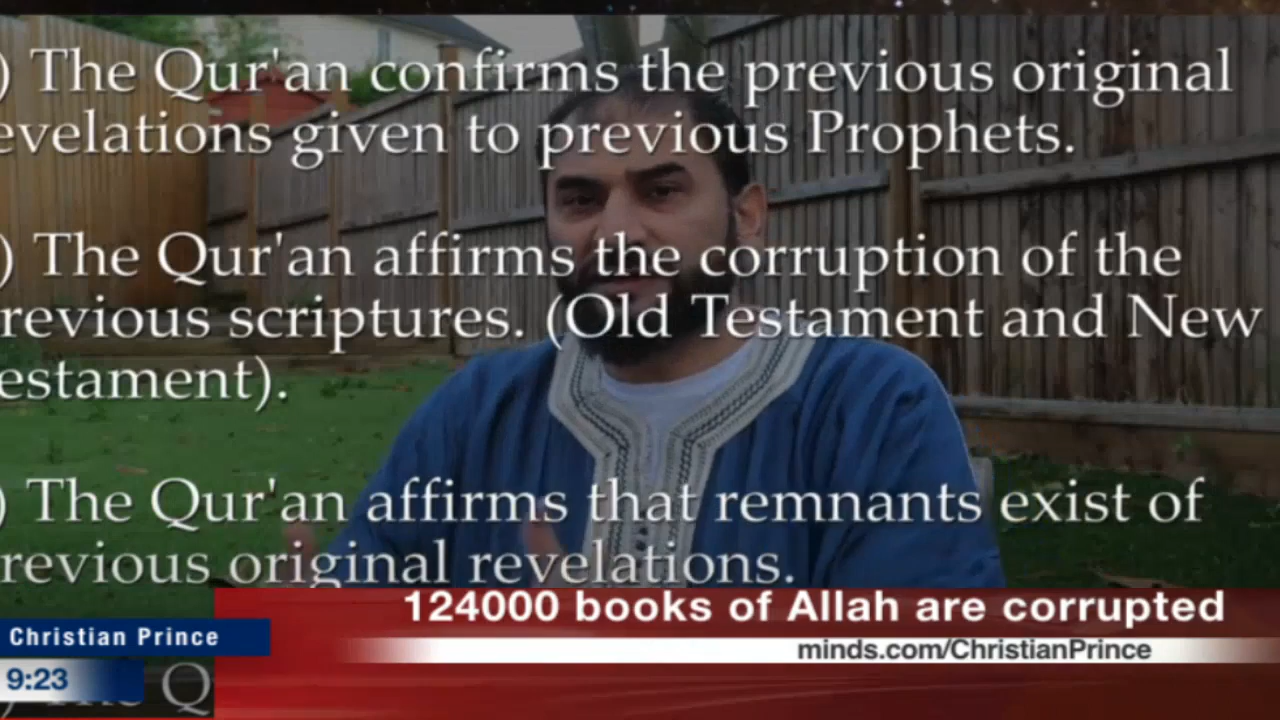 ) The Qur'an confirms the previous original
evelations given to previous Prophets.
) The Qur'an affirms the corruption of the
revious scriptures. (Old Testament and New
estament).
) The Qur'an affirms that remnants exist of
revious original revelations.
124000 books of Allah are corrupted
Christian Prince
minds.com/ChristianPrince
9:23
) The Q